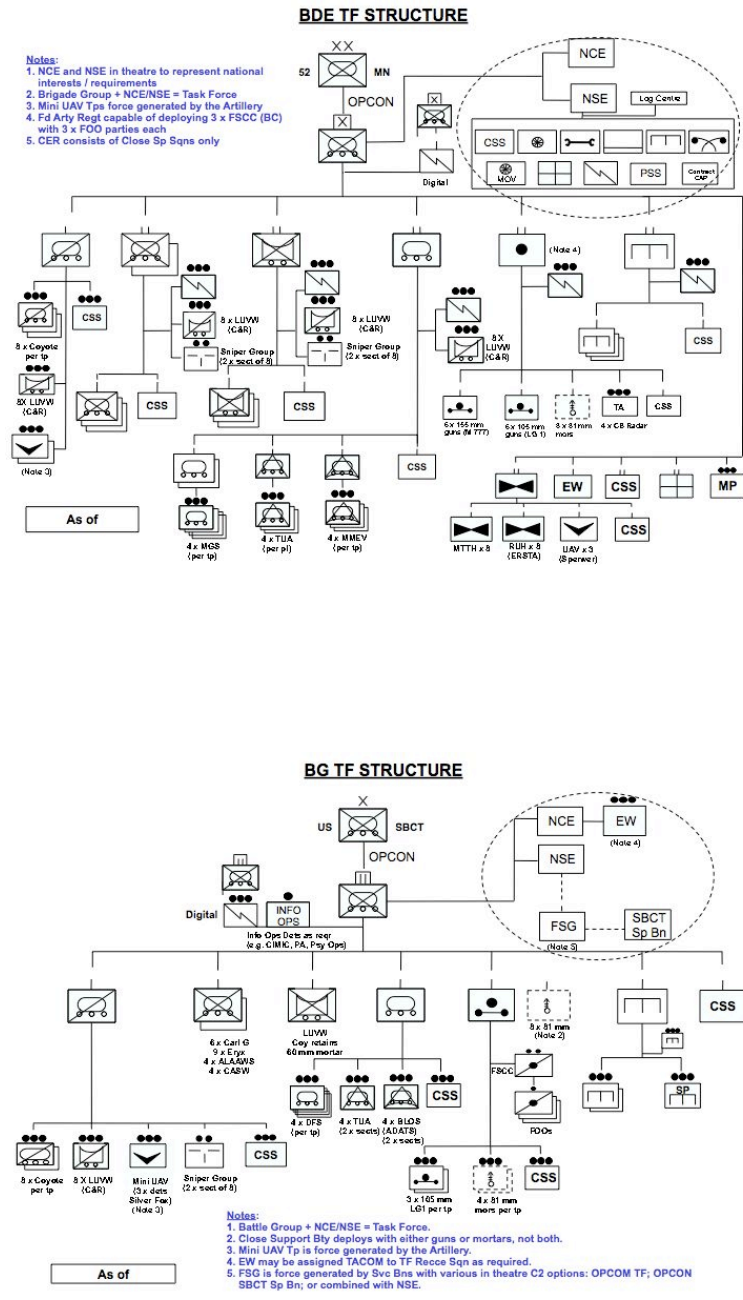 BDE TF STRUCTURE
Notes:
1. NCE and NSE in theatre to represent national
interests / requirements
2. Brigade Group + NCE/NSE = Task Force
3. Mini UAV Tps force generated by the Artillery
4. Fd Arty Regt capable of deploying 3 x FSCC (BC)
with 3 x FOO parties each
5. CER consists of Close Sp Sqns only
X X
52
MN
OPCON
X
X
Digital
NCE
NSE
Log Centre
CSS
MOV
PSS
Contract
CAP
(Note 4)
8 x Coyote
per tp
CSS
8X LUVW
(C&R)
(Note 3)
8 x LUVW
(C&R)
Sniper Group
(2 x sect of 8)
CSS
8 x LUVW
(C&R)
Sniper Group
(2 x sect of 8)
CSS
8X
LUVW
(C&R)
CSS
4 x MGS
(per tp)
4 x TUA
(per pl)
4 x MMEV
(per tp)
6 x 155 mm
guns (M 777)
6 x 105 mm
guns (LG 1)
8 x 81 mm
mors
TA
4 x CB Radar
CSS
CSS
EW
CSS
MP
MTTH x 8
RUH x 8
(ERSTA)
UAV x 3
(Sperwer)
CSS
As of
BG TF STRUCTURE
X
US
SBCT
OPCON
NCE
EW
(Note 4)
NSE
FSG
(Note 5)
SBCT
Sp Bn
Digital
INFO
OPS
Info Ops Dets as reqr
(e.g. CIMIC, PA, Psy Ops)
6 x Carl G
9 x Eryx
4 x ALAAWS
4 x CASW
LUVW
Coy retains
60mm mortar
8 x 81 mm
(Note 2)
CSS
4 x DFS
(per tp)
4 x TUA
(2 x sects)
4 x BLOS
(ADATS)
(2 x sects)
CSS
FSCC
FOOs
SP
8 x Coyote
per tp
8 X LUVW
(C&R)
Mini UAV
(3 x dets
Silver Fox)
(Note 3)
Sniper Group
(2 x sect of 8)
CSS
3 x 105 mm
LG1 per tp
4 x 81 mm
mors per tp
CSS
Notes:
1. Battle Group + NCE/NSE = Task Force.
2. Close Support Bty deploys with either guns or mortars, not both.
3. Mini UAV Tp is force generated by the Artillery.
4. EW may be assigned TACOM to TF Recce Sqn as required.
5. FSG is force generated by Svc Bns with various in theatre C2 options: OPCOM TF; OPCON
SBCT Sp Bn; or combined with NSE.
As of